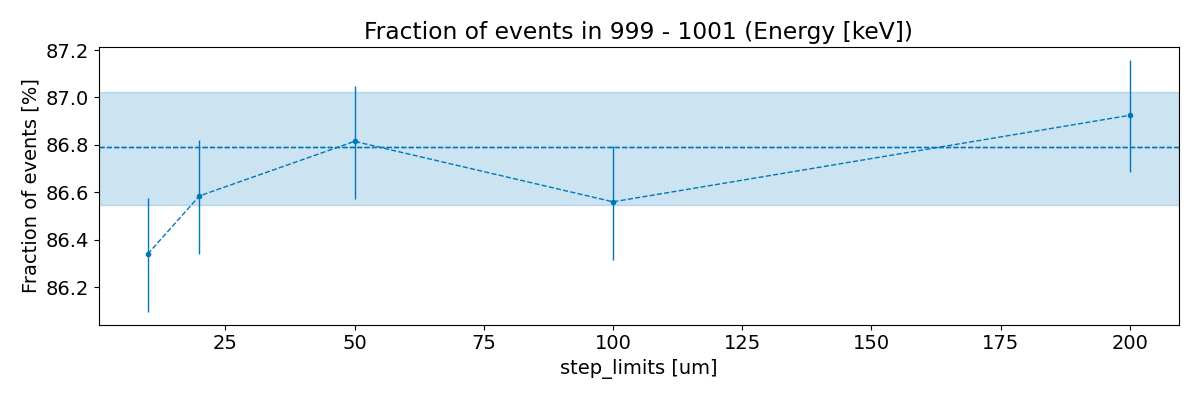 Fraction of events in 999 - 1001 (Energy [keV])
Fraction of events [%]
87.2
87.0
86.8
86.6
86.4
86.2
25 50 75 100 125 150 175 200
step_limits [um]